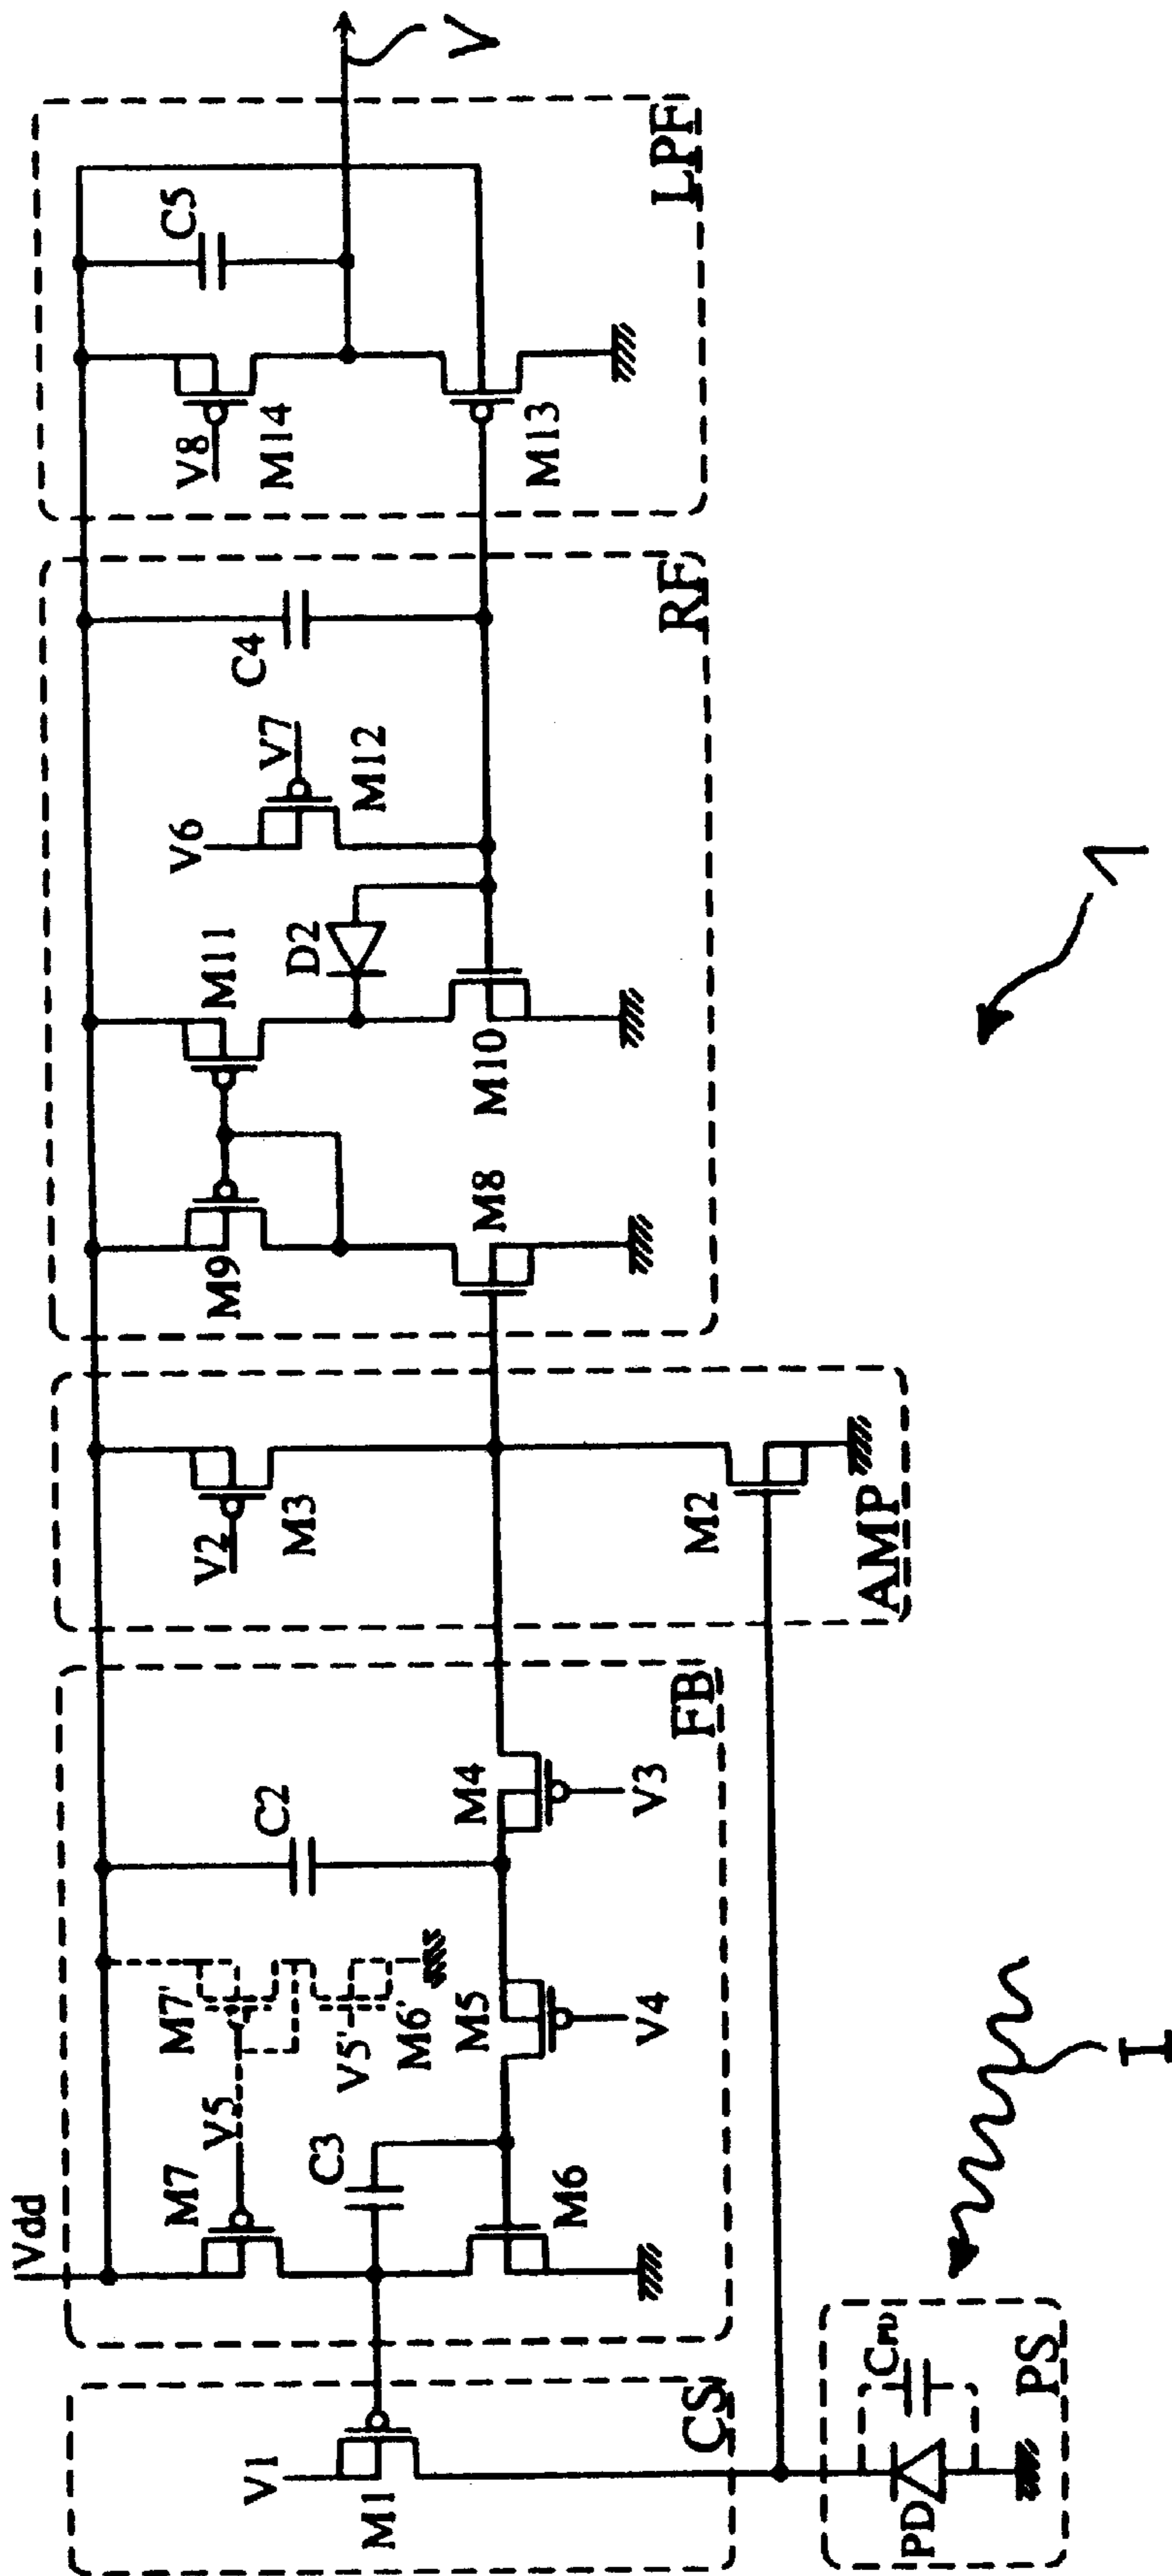 Vdd
V1
M1
CS
PD
CPD
PS
I
M7
V5
C3
M6
M7'
V5'
M6'
M5
V4
C2
M4
V3
FB
V2
M3
M2
AMP
M9
M8
M11
D2
M10
V6
V7
M12
C4
RF
V8
M14
M13
C5
LPF
V
1